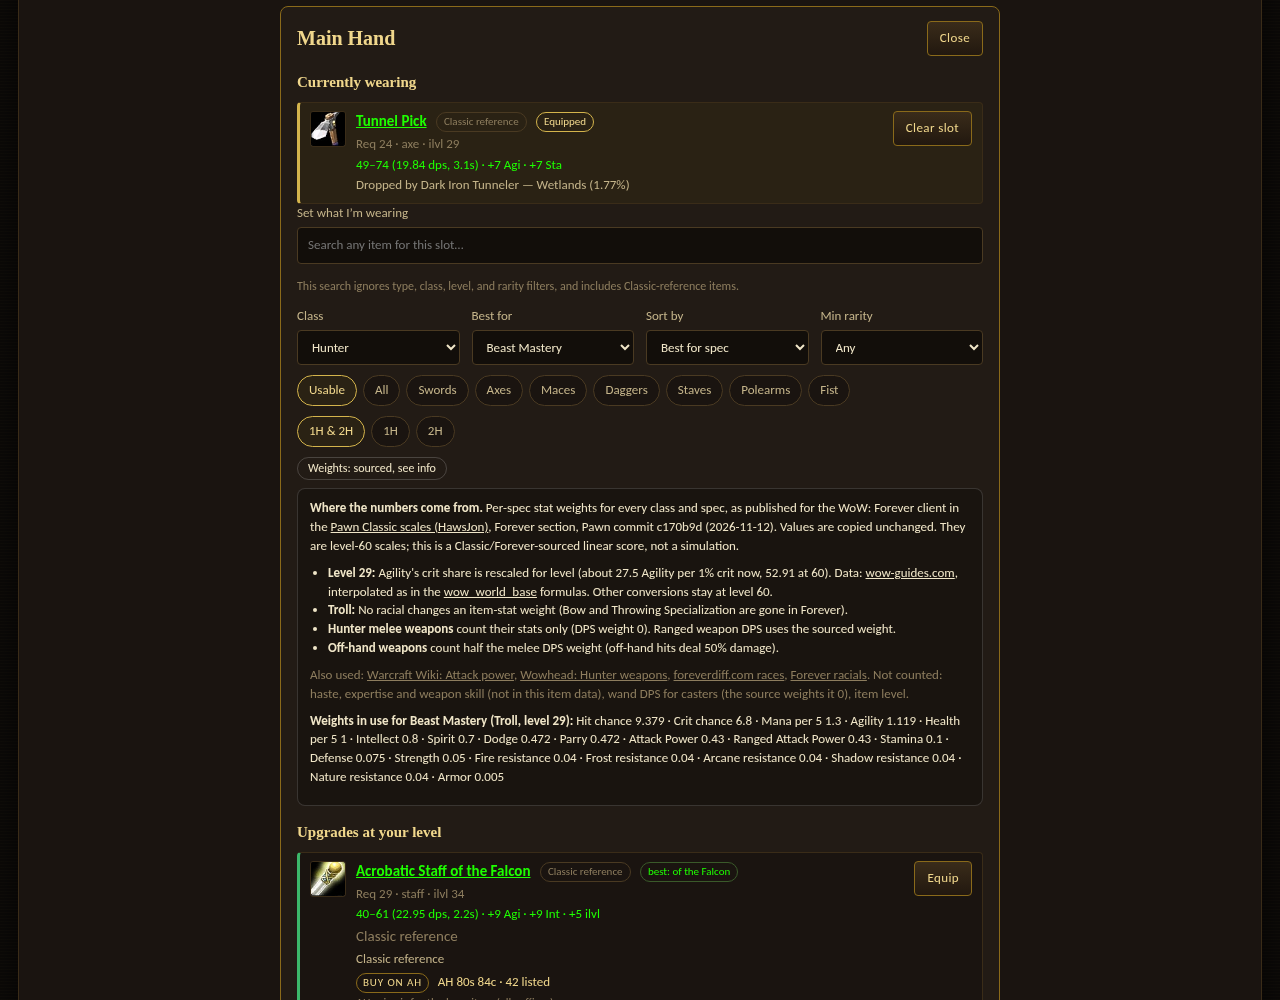 Main Hand
Close
Currently wearing
Tunnel Pick Classic reference Equipped
Clear slot
Req 24 · axe · ilvl 29
49–74 (19.84 dps, 3.1s) · +7 Agi · +7 Sta
Dropped by Dark Iron Tunneler — Wetlands (1.77%)
Set what I'm wearing
Search any item for this slot...
This search ignores type, class, level, and rarity filters, and includes Classic-reference items.
Class Best for Sort by Min rarity
Hunter Beast Mastery Best for spec Any
Usable All Swords Axes Maces Daggers Staves Polearms Fist
1H & 2H 1H 2H
Weights: sourced, see info
Where the numbers come from. Per-spec stat weights for every class and spec, as published for the WoW: Forever client in
the Pawn Classic scales (HawsJon), Forever section, Pawn commit c170b9d (2026-11-12). Values are copied unchanged. They
are level-60 scales; this is a Classic/Forever-sourced linear score, not a simulation.
• Level 29: Agility's crit share is rescaled for level (about 27.5 Agility per 1% crit now, 52.91 at 60). Data: wow-guides.com,
interpolated as in the wow_world_base formulas. Other conversions stay at level 60.
• Troll: No racial changes an item-stat weight (Bow and Throwing Specialization are gone in Forever).
• Hunter melee weapons count their stats only (DPS weight 0). Ranged weapon DPS uses the sourced weight.
• Off-hand weapons count half the melee DPS weight (off-hand hits deal 50% damage).
Also used: Warcraft Wiki: Attack power, Wowhead: Hunter weapons, foreverdiff.com races, Forever racials. Not counted:
haste, expertise and weapon skill (not in this item data), wand DPS for casters (the source weights it 0), item level.
Weights in use for Beast Mastery (Troll, level 29): Hit chance 9.379 · Crit chance 6.8 · Mana per 5 1.3 · Agility 1.119 · Health
per 5 1 · Intellect 0.8 · Spirit 0.7 · Dodge 0.472 · Parry 0.472 · Attack Power 0.43 · Ranged Attack Power 0.43 · Stamina 0.1 ·
Defense 0.075 · Strength 0.05 · Fire resistance 0.04 · Frost resistance 0.04 · Arcane resistance 0.04 · Shadow resistance 0.04 ·
Nature resistance 0.04 · Armor 0.005
Upgrades at your level
Acrobatic Staff of the Falcon Classic reference best: of the Falcon
Equip
Req 29 · staff · ilvl 34
40–61 (22.95 dps, 2.2s) · +9 Agi · +9 Int · +5 ilvl
Classic reference
Classic reference
BUY ON AH AH 80s 84c · 42 listed